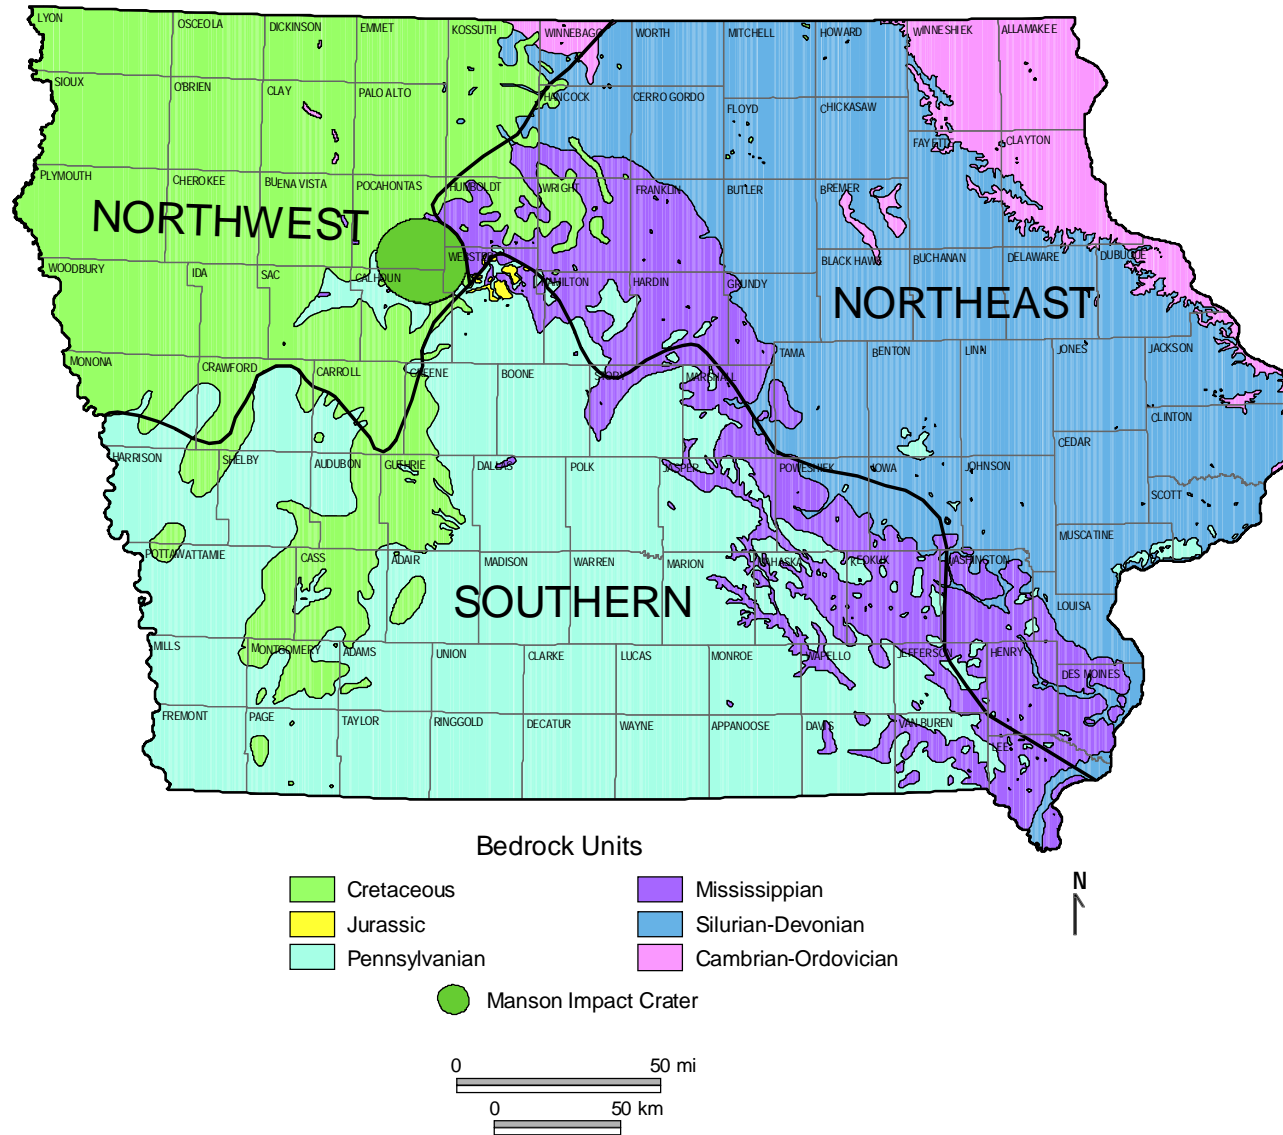 LYON OSCEOLA DICKINSON EMMET KOSSUTH WINNEBAGO WORTH MITCHELL HOWARD WINNESHIEK ALLAMAKEE
SIOUX O'BRIEN CLAY PALO ALTO HANCOCK CERRO GORDO FLOYD CHICKASAW
FAYETTE CLAYTON
PLYMOUTH CHEROKEE BUENA VISTA POCAHONTAS HUMBOLDT WRIGHT FRANKLIN BUTLER BREMER
NORTHWEST
WOODBURY IDA SAC CALHOUN WEBSTER HAMILTON HARDIN GRUNDY BLACK HAWK BUCHANAN DELAWARE DUBUQUE
NORTHEAST
MONONA CRAWFORD CARROLL GREENE BOONE STORY MARSHALL TAMA BENTON LINN JONES JACKSON
CLINTON
CEDAR
HARRISON SHELBY AUDUBON GUTHRIE DALLAS POLK JASPER POWESHIEK IOWA JOHNSON
SCOTT
MUSCATINE
POTTAWATTAMIE CASS ADAIR MADISON WARREN MARION MAHASKA KEOKUK WASHINGTON
SOUTHERN
LOUISA
MILLS MONTGOMERY ADAMS UNION CLARKE LUCAS MONROE WAPELLO JEFFERSON HENRY
DES MOINES
FREMONT PAGE TAYLOR RINGGOLD DECATUR WAYNE APPANOOSE DAVIS VAN BUREN
LEE
Bedrock Units
Cretaceous
Jurassic
Pennsylvanian
Mississippian
Silurian-Devonian
Cambrian-Ordovician
Manson Impact Crater
N
0 50 mi
0 50 km